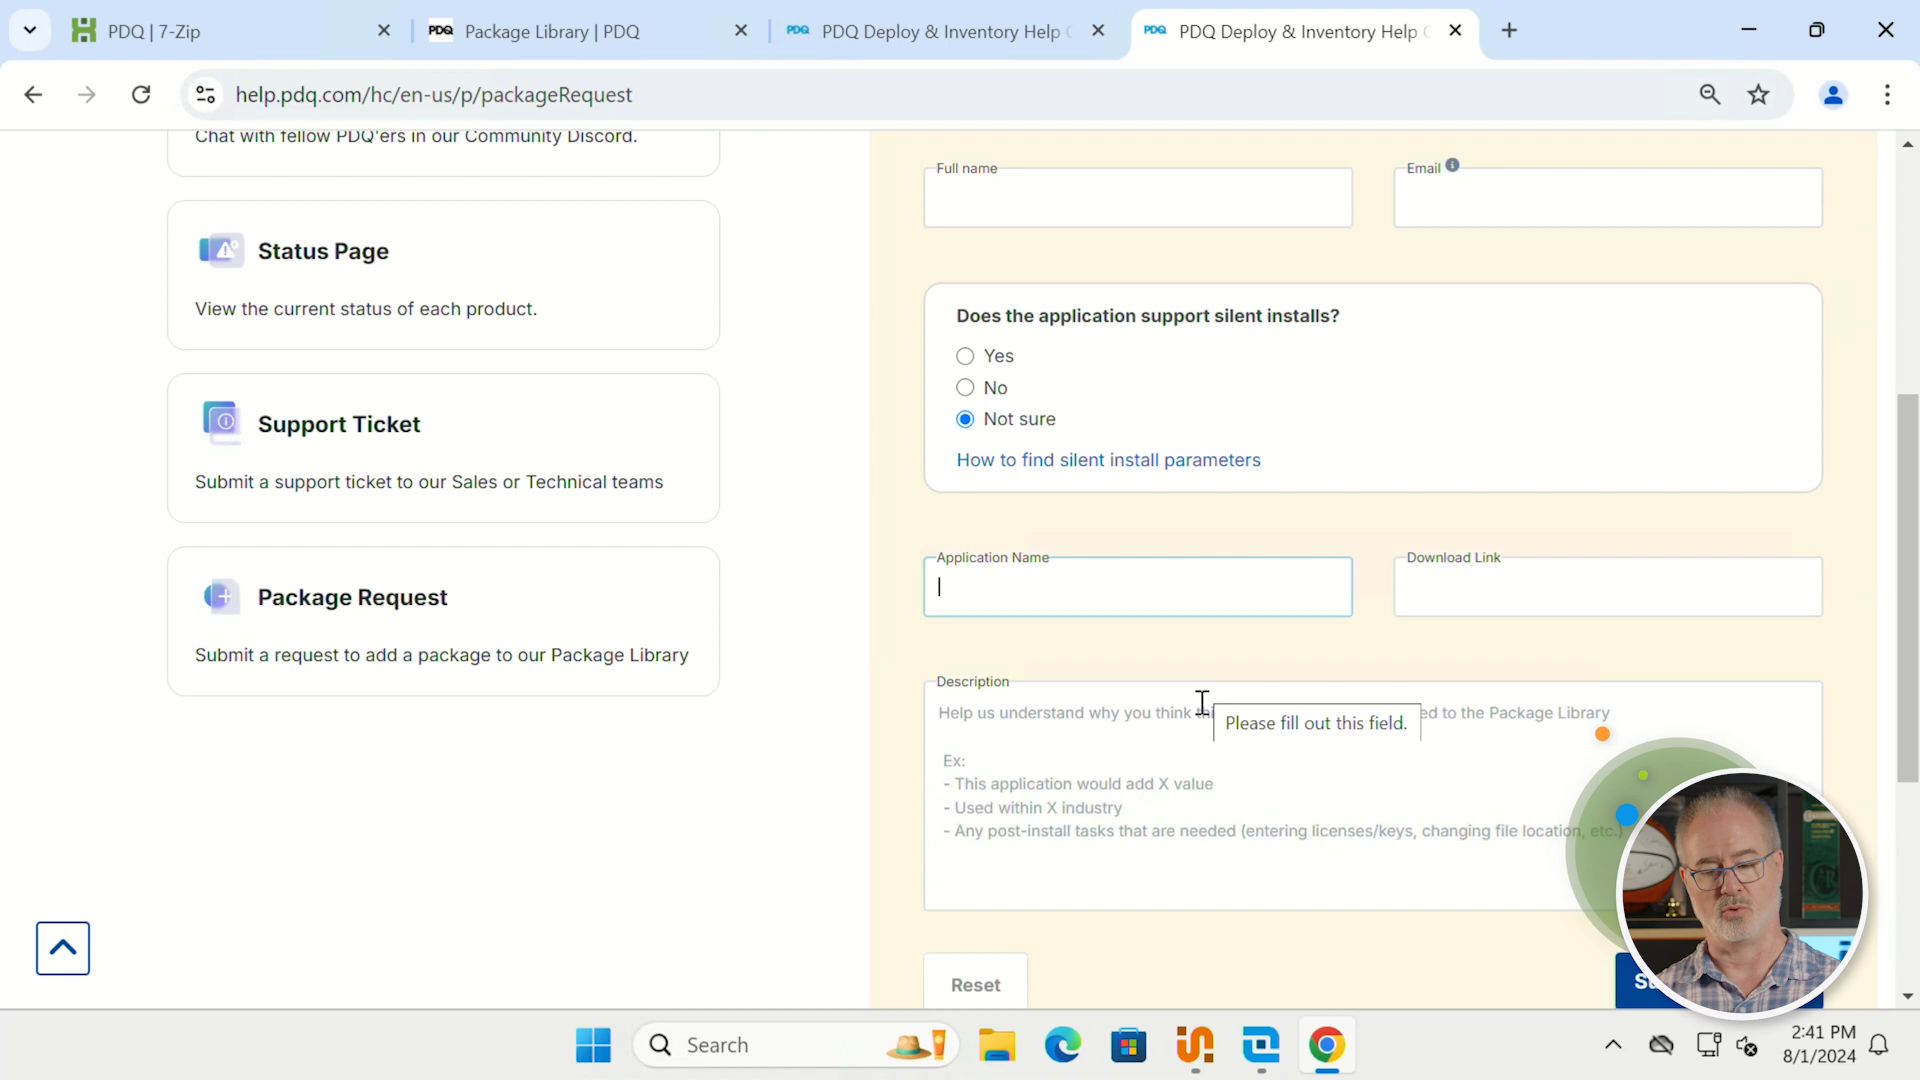 PDQ | 7-Zip
PDQ Package Library | PDQ
PDQ PDQ Deploy & Inventory Help
PDQ PDQ Deploy & Inventory Help
help.pdq.com/hc/en-us/p/packageRequest
Chat with fellow PDQ'ers in our Community Discord.
Status Page
View the current status of each product.
Support Ticket
Submit a support ticket to our Sales or Technical teams
Package Request
Submit a request to add a package to our Package Library
Full name
Email
Does the application support silent installs?
Yes
No
Not sure
How to find silent install parameters
Application Name
Download Link
Description
Help us understand why you think ed to the Package Library
Please fill out this field.
Ex:
- This application would add X value
- Used within X industry
- Any post-install tasks that are needed (entering licenses/keys, changing file location, etc.)
Reset
Search
2:41 PM
8/1/2024